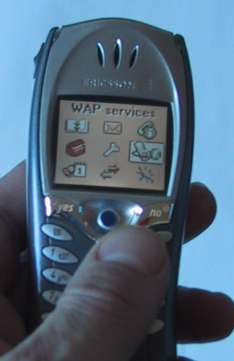 ERICSSON
WAP services
yes
no